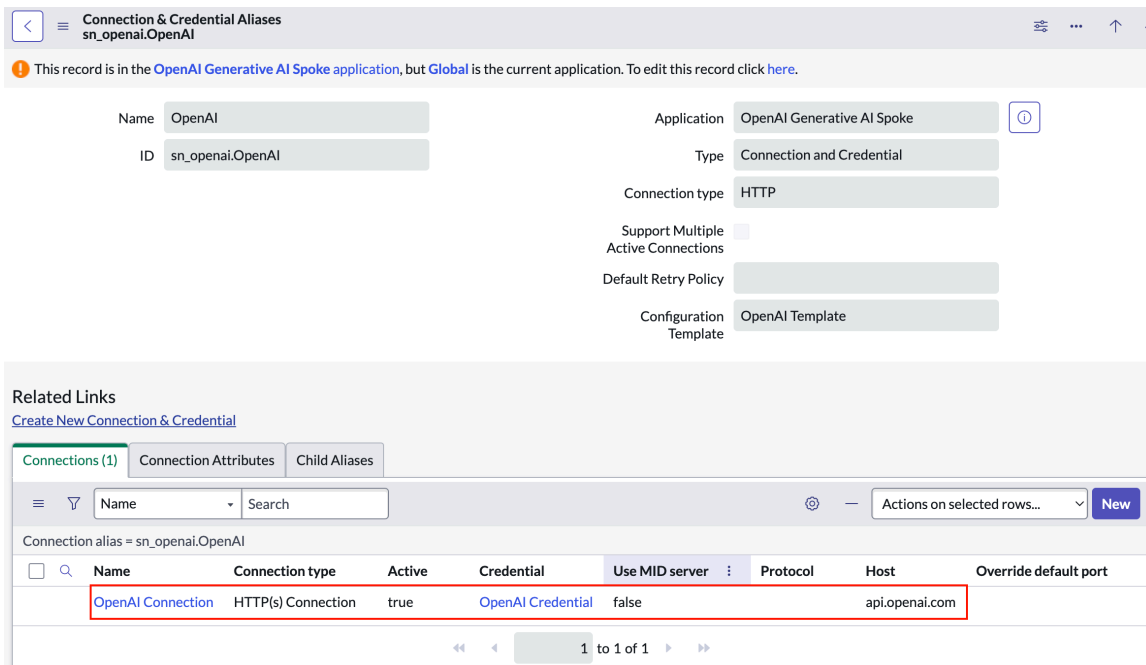 Connection & Credential Aliases
sn_openai.OpenAI
This record is in the OpenAI Generative AI Spoke application, but Global is the current application. To edit this record click here.
Name OpenAI
ID sn_openai.OpenAI
Application OpenAI Generative AI Spoke
Type Connection and Credential
Connection type HTTP
Support Multiple
Active Connections
Default Retry Policy
Configuration OpenAI Template
Template
Related Links
Create New Connection & Credential
Connections (1) Connection Attributes Child Aliases
Name Search Actions on selected rows... New
Connection alias = sn_openai.OpenAI
Name Connection type Active Credential Use MID server Protocol Host Override default port
OpenAI Connection HTTP(s) Connection true OpenAI Credential false api.openai.com
1 to 1 of 1